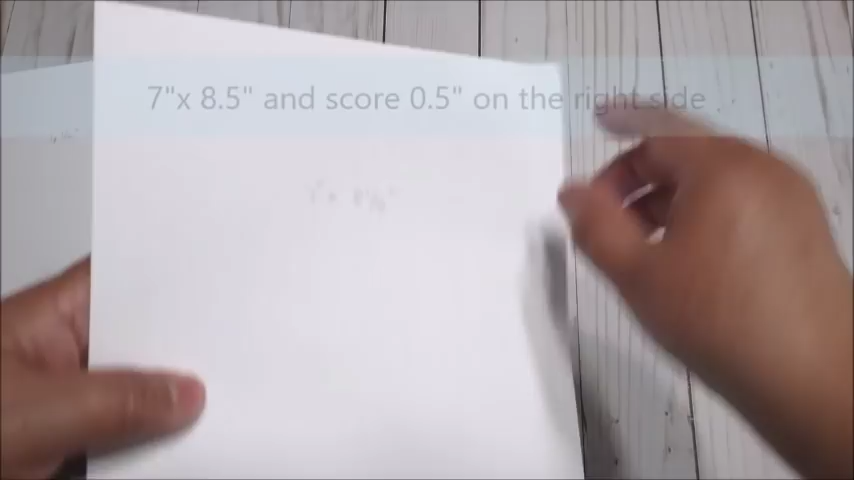 7"x 8.5" and score 0.5" on the right side